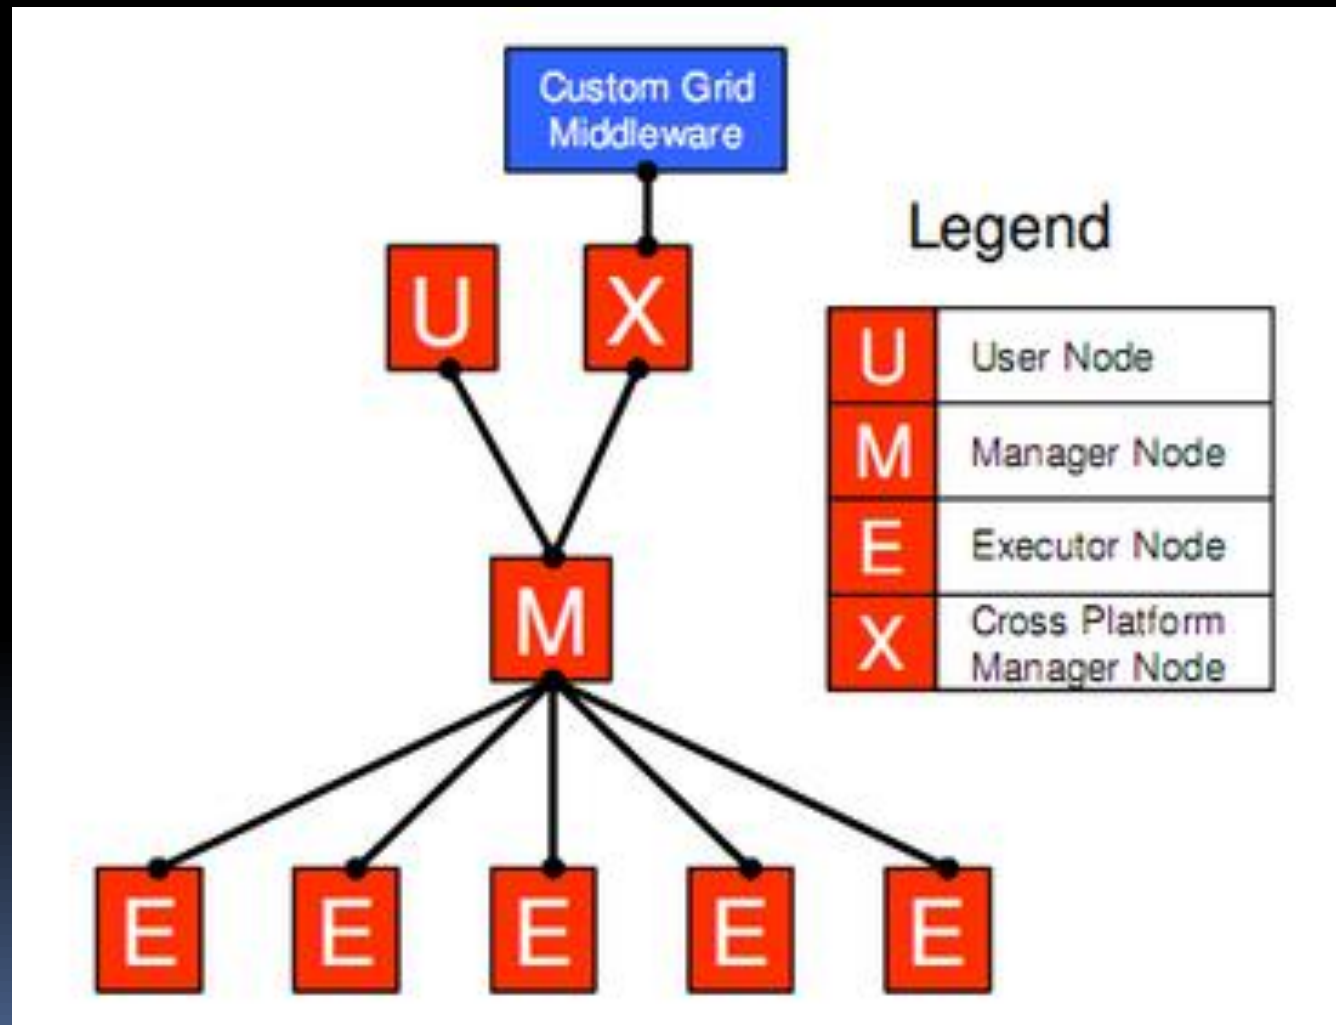 Custom Grid
Middleware
U
X
M
E
E
E
E
E
Legend
U
User Node
M
Manager Node
E
Executor Node
X
Cross Platform
Manager Node